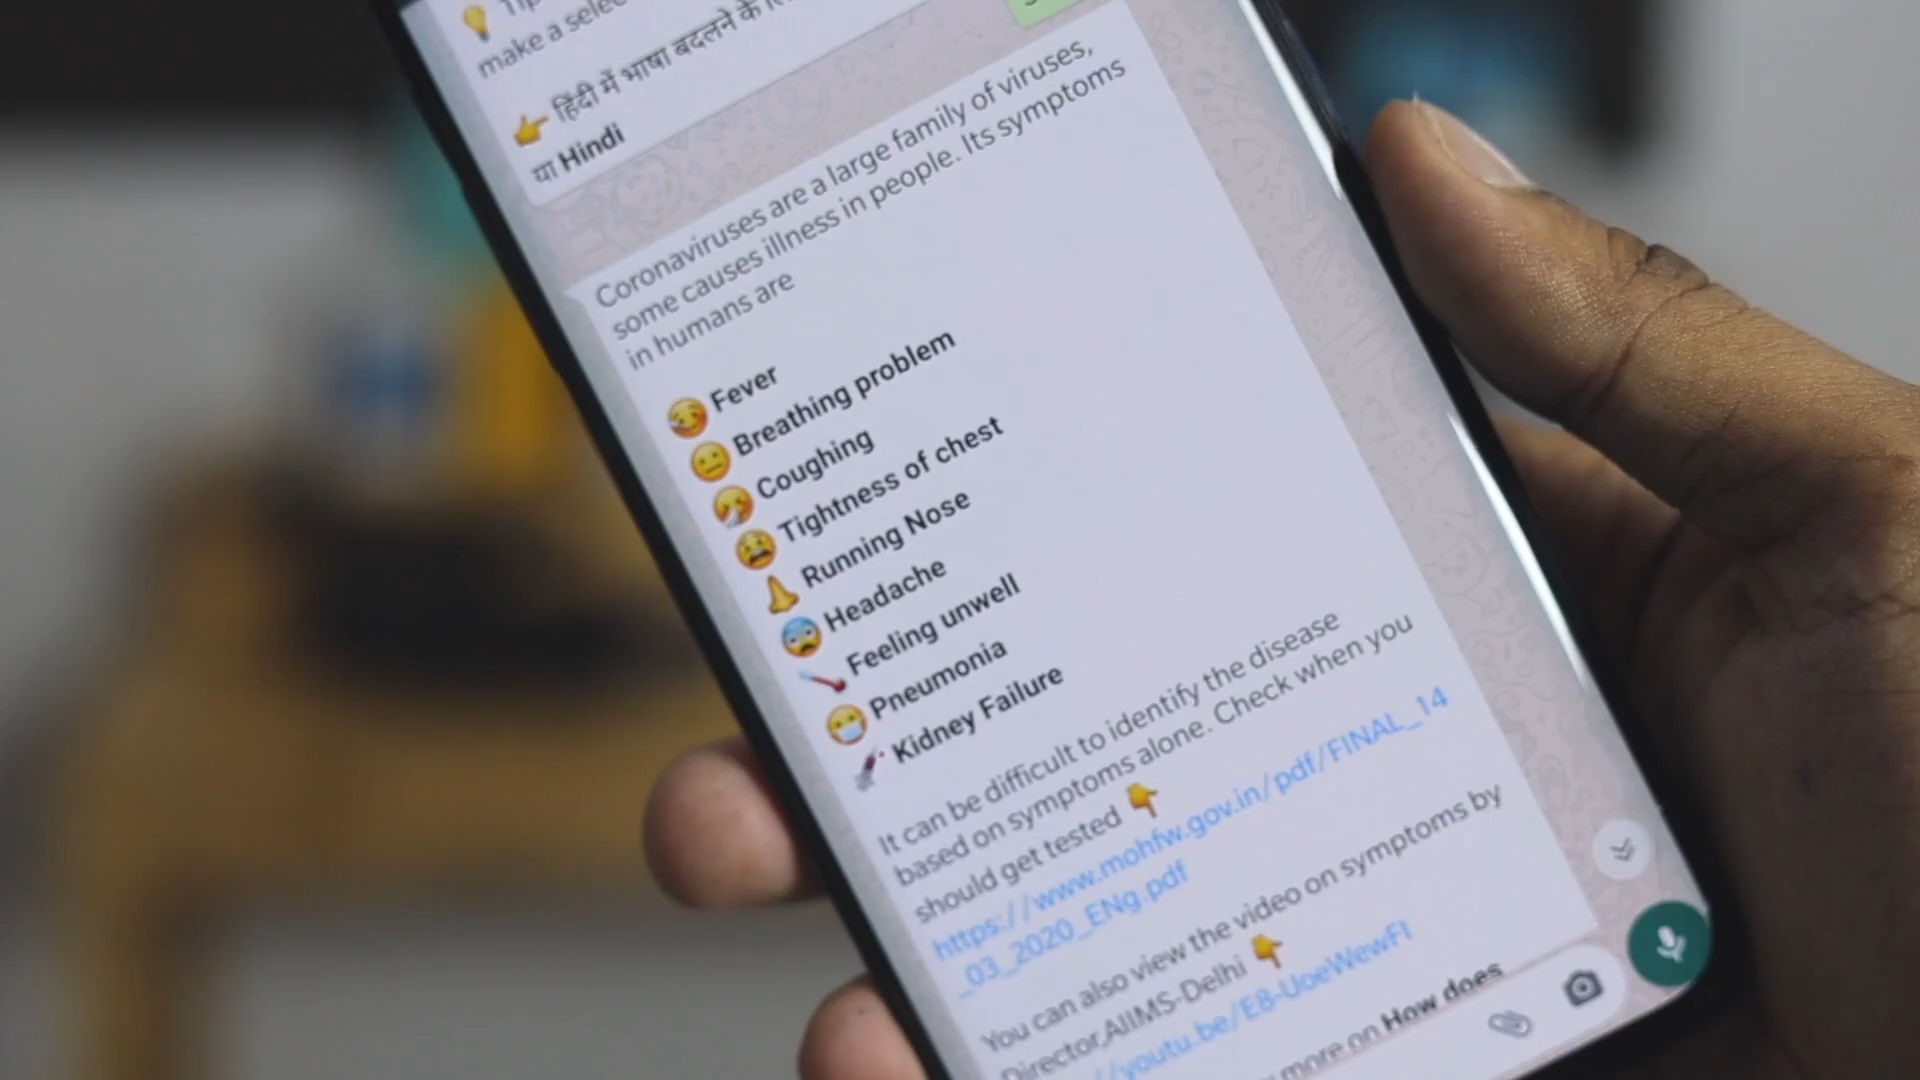 💡 Tip
make a selec
👉 हिंदी में भाषा बदलने के लि
या Hindi
Coronaviruses are a large family of viruses,
some causes illness in people. Its symptoms
in humans are
🤒 Fever
😐 Breathing problem
🤧 Coughing
😫 Tightness of chest
👃 Running Nose
😰 Headache
🌡 Feeling unwell
😷 Pneumonia
💉 Kidney Failure
It can be difficult to identify the disease
based on symptoms alone. Check when you
should get tested 👇
https://www.mohfw.gov.in/pdf/FINAL_14
_03_2020_ENg.pdf
You can also view the video on symptoms by
Director,AIIMS-Delhi 👇
//youtu.be/E8-UoeWewFI
more on How does